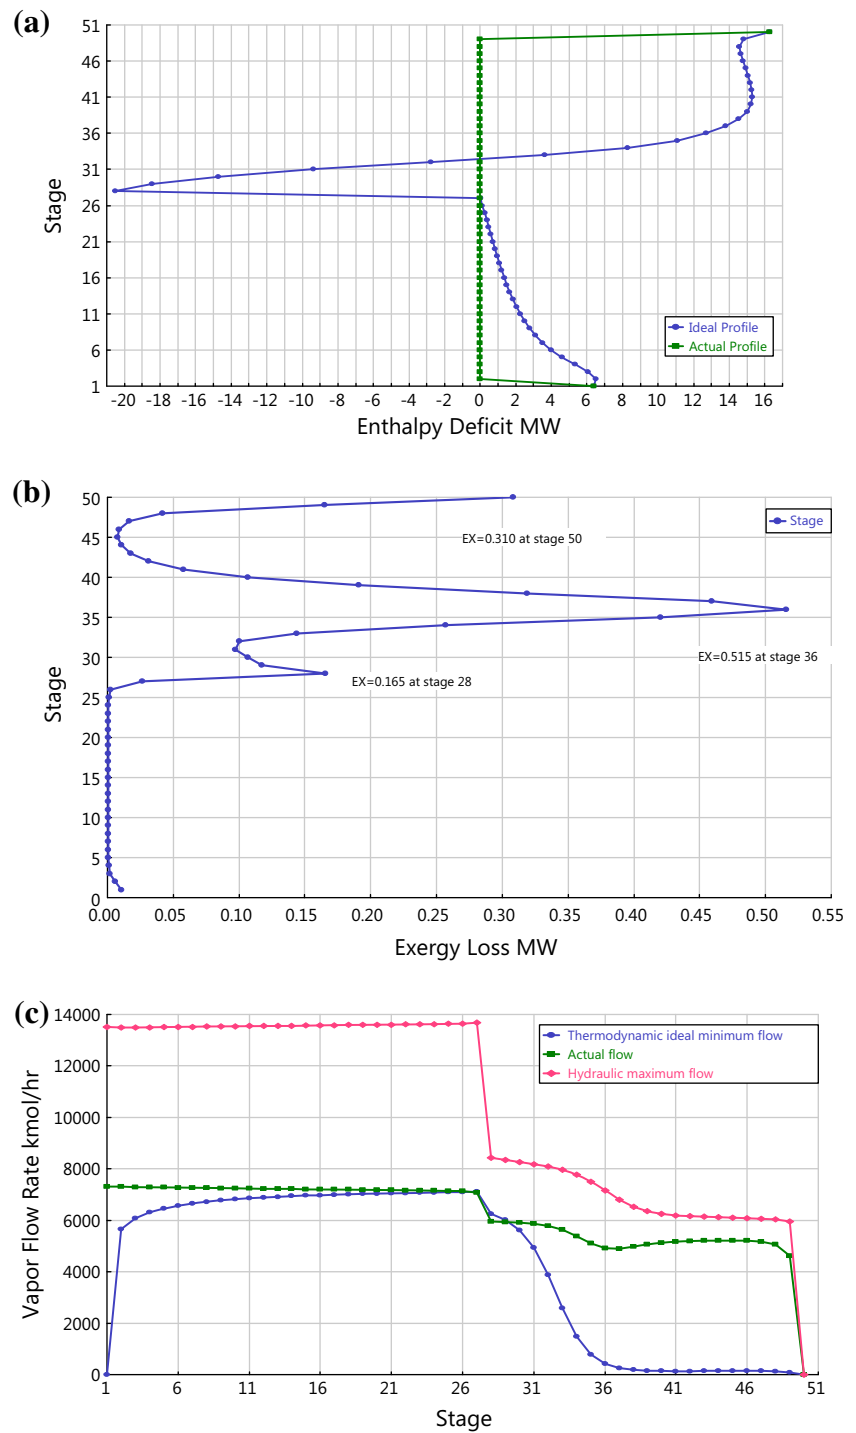 (a)
51
46
41
36
31
26
21
16
11
6
1
Stage
Ideal Profile
Actual Profile
-20 -18 -16 -14 -12 -10 -8 -6 -4 -2 0 2 4 6 8 10 12 14 16
Enthalpy Deficit MW
(b)
50
45
40
35
30
25
20
15
10
5
0
Stage
Stage
EX=0.310 at stage 50
EX=0.515 at stage 36
EX=0.165 at stage 28
0.00 0.05 0.10 0.15 0.20 0.25 0.30 0.35 0.40 0.45 0.50 0.55
Exergy Loss MW
(c)
14000
12000
10000
8000
6000
4000
2000
0
Vapor Flow Rate kmol/hr
Thermodynamic ideal minimum flow
Actual flow
Hydraulic maximum flow
1 6 11 16 21 26 31 36 41 46 51
Stage